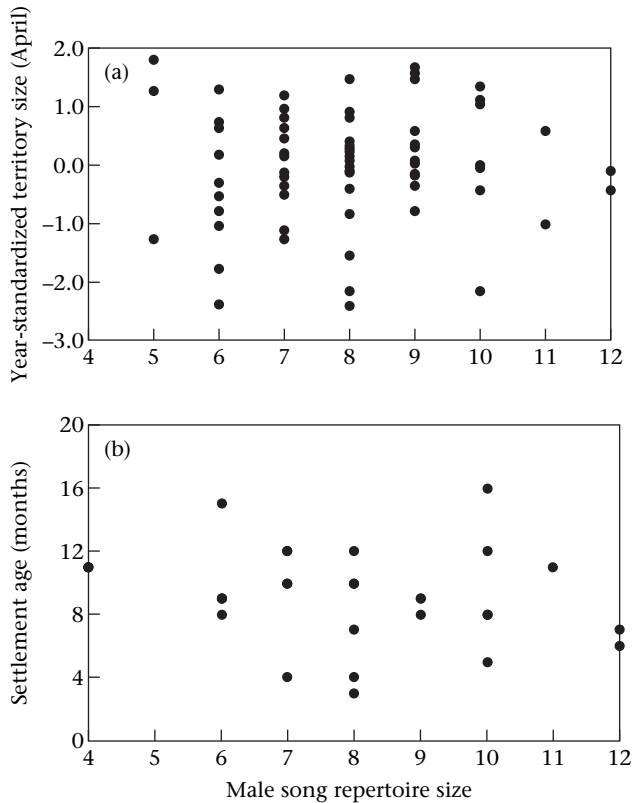 Year-standardized territory size (April)
(a)
2.0
1.0
0.0
–1.0
–2.0
–3.0
4 5 6 7 8 9 10 11 12
Settlement age (months)
(b)
20
16
12
8
4
0
4 5 6 7 8 9 10 11 12
Male song repertoire size